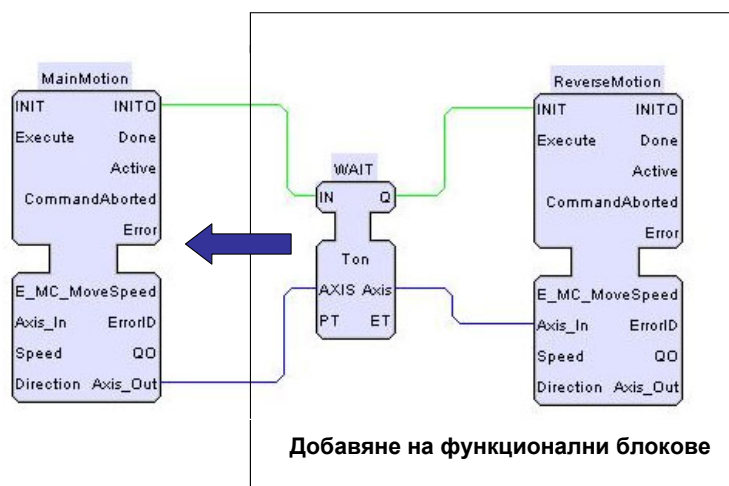 MainMotion
INIT INITO
Execute Done
Active
CommandAborted
Error
E_MC_MoveSpeed
Axis_In ErrorID
Speed QO
Direction Axis_Out
WAIT
IN Q
Ton
AXIS Axis
PT ET
ReverseMotion
INIT INITO
Execute Done
Active
CommandAborted
Error
E_MC_MoveSpeed
Axis_In ErrorID
Speed QO
Direction Axis_Out
Добавяне на функционални блокове